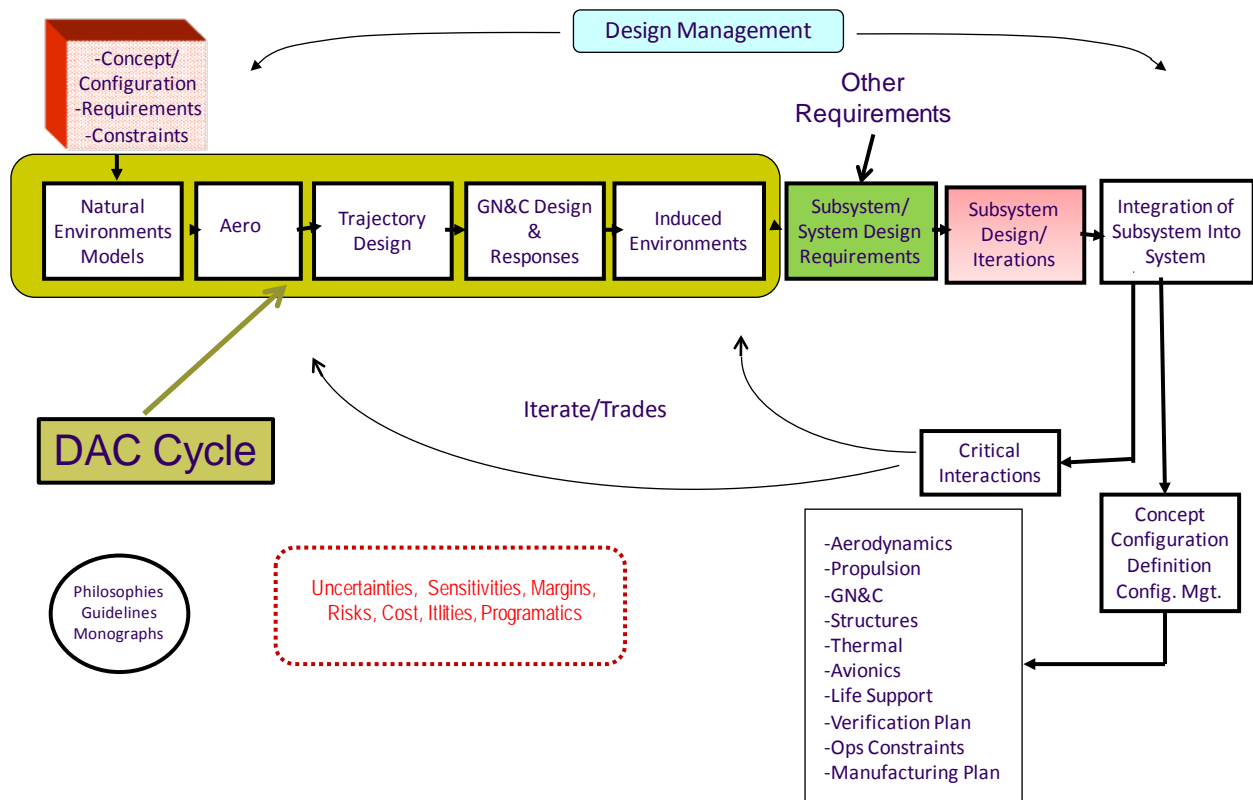 Design Management
-Concept/
Configuration
-Requirements
-Constraints
Other
Requirements
Natural
Environments
Models
Aero
Trajectory
Design
GN&C Design
&
Responses
Induced
Environments
Subsystem/
System Design
Requirements
Subsystem
Design/
Iterations
Integration of
Subsystem Into
System
Iterate/Trades
DAC Cycle
Critical
Interactions
Concept
Configuration
Definition
Config. Mgt.
Philosophies
Guidelines
Monographs
Uncertainties, Sensitivities, Margins,
Risks, Cost, Itlities, Programatics
-Aerodynamics
-Propulsion
-GN&C
-Structures
-Thermal
-Avionics
-Life Support
-Verification Plan
-Ops Constraints
-Manufacturing Plan